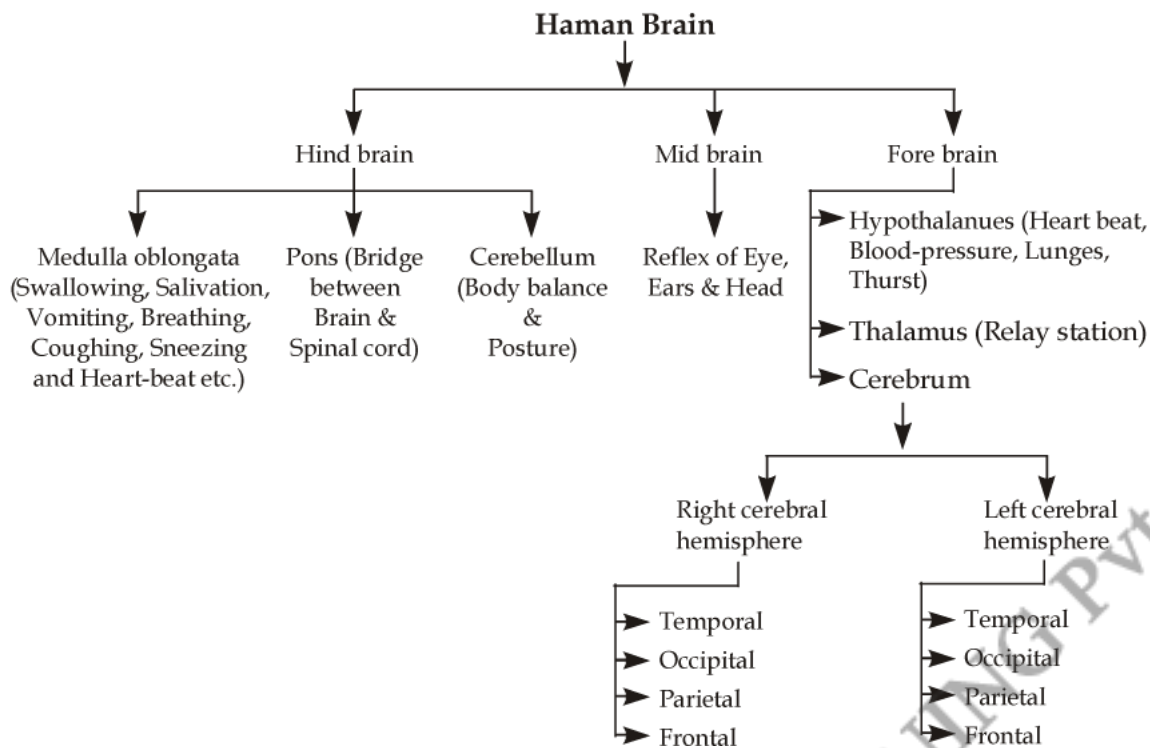 Haman Brain
Hind brain
Mid brain
Fore brain
Medulla oblongata
(Swallowing, Salivation,
Vomiting, Breathing,
Coughing, Sneezing
and Heart-beat etc.)
Pons (Bridge
between
Brain &
Spinal cord)
Cerebellum
(Body balance
&
Posture)
Reflex of Eye,
Ears & Head
Hypothalanues (Heart beat,
Blood-pressure, Lunges,
Thurst)
Thalamus (Relay station)
Cerebrum
Right cerebral
hemisphere
Temporal
Occipital
Parietal
Frontal
Left cerebral
hemisphere
Temporal
Occipital
Parietal
Frontal
Pvt